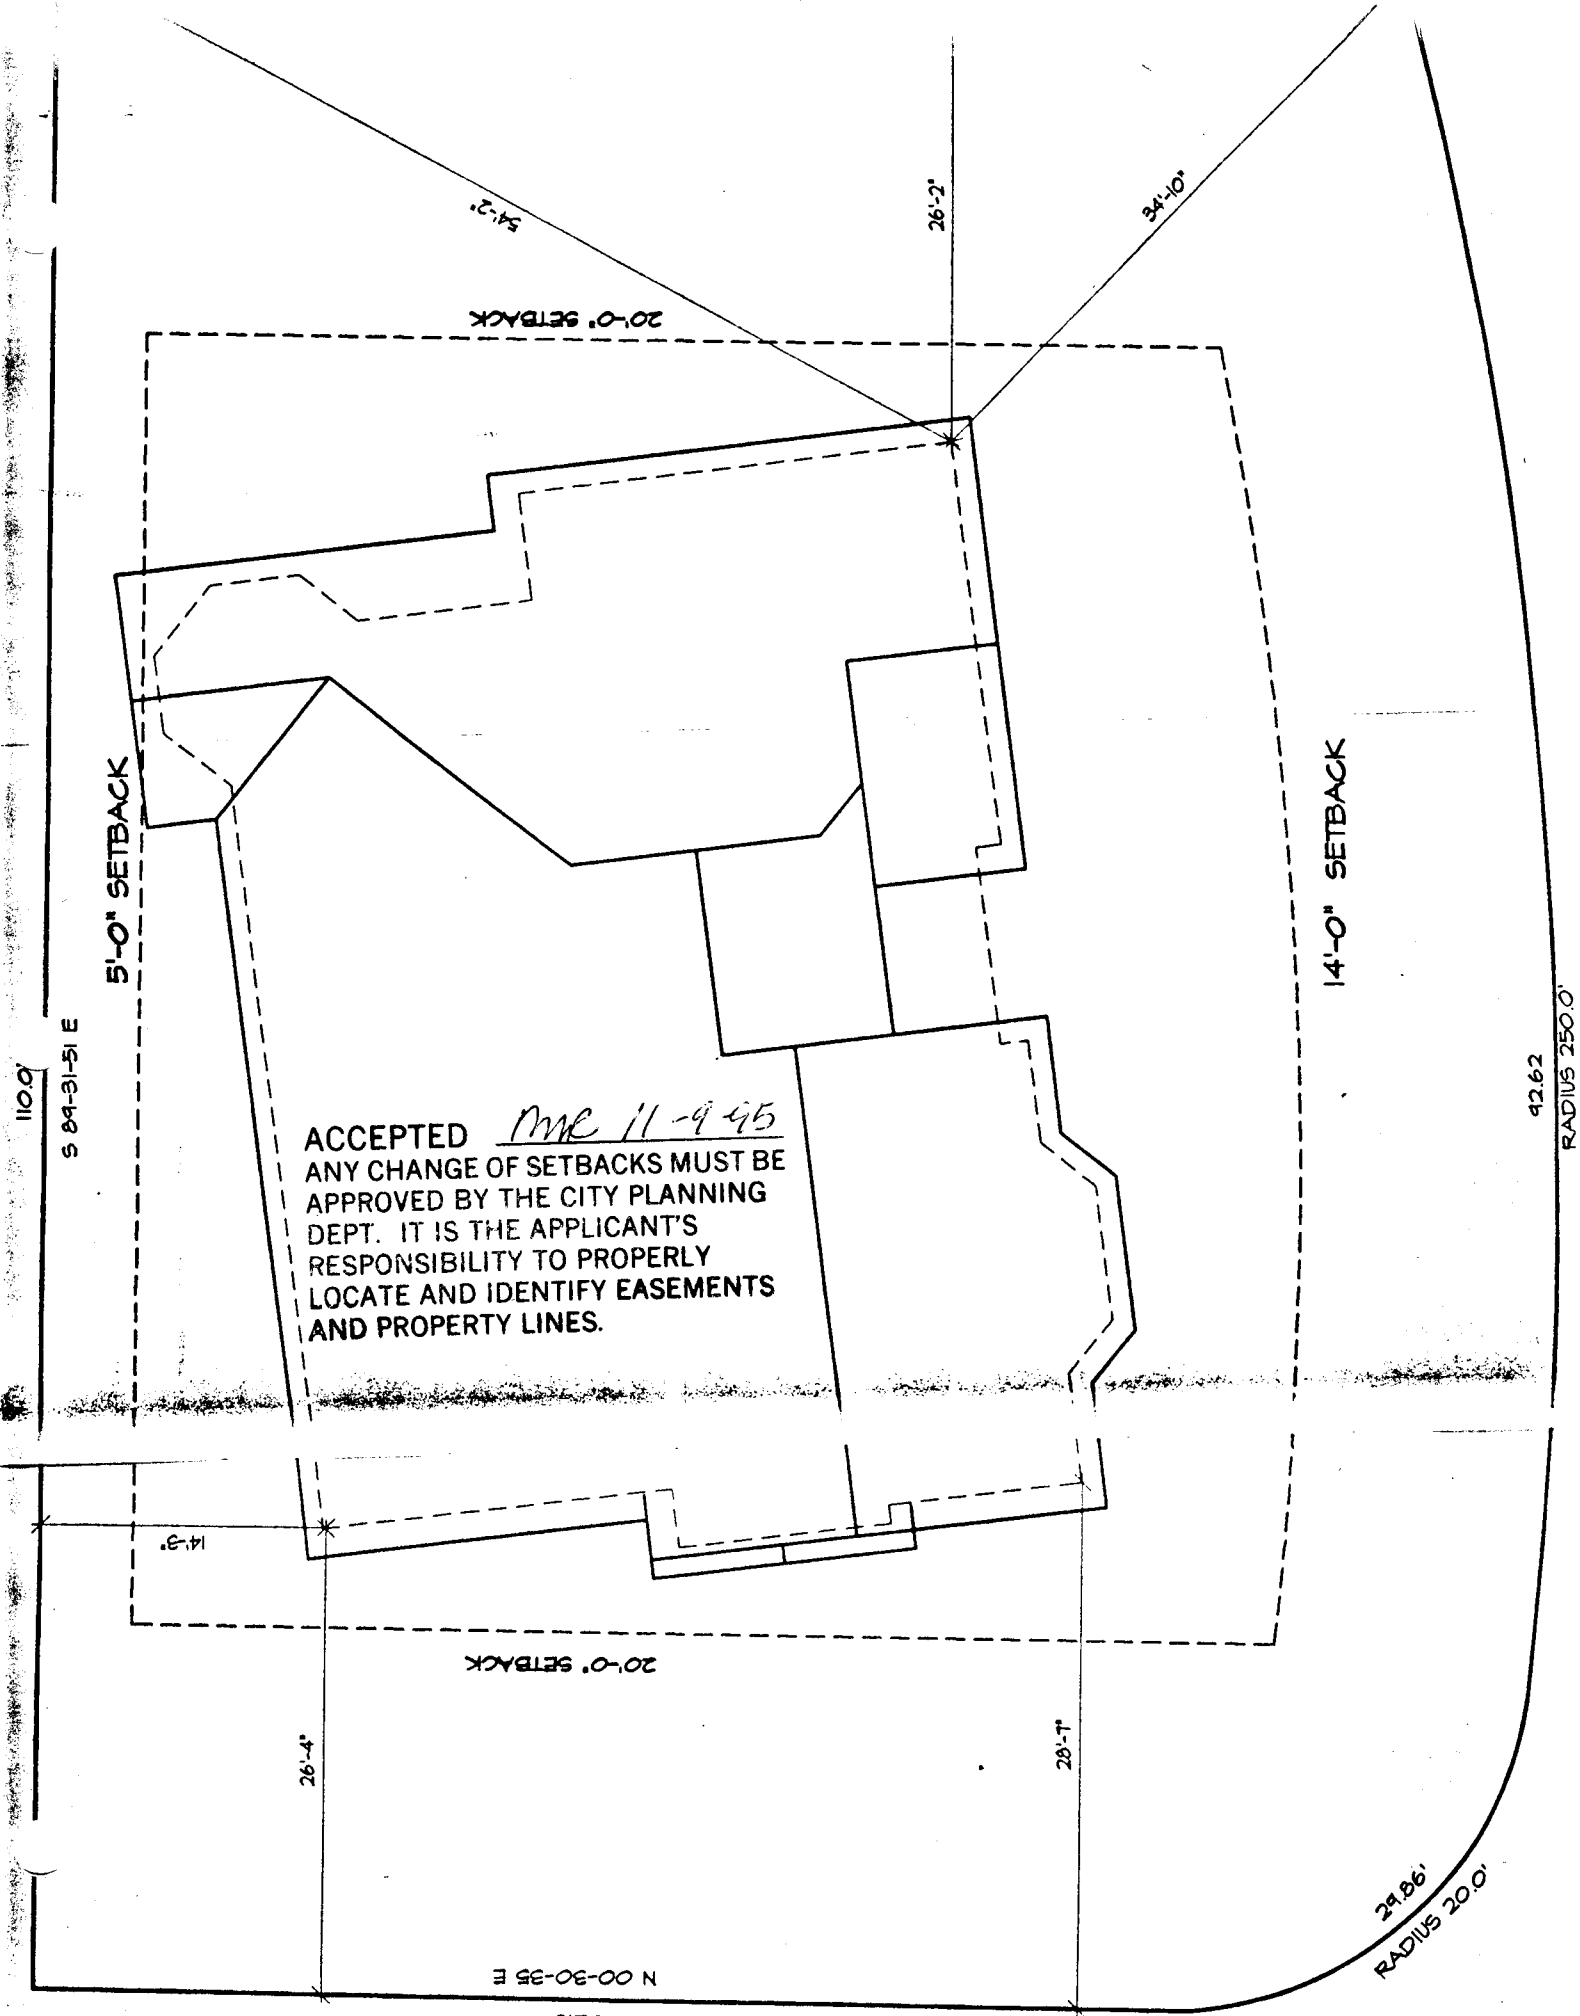 54'-2"
26'-2"
34'-10"
20'-0" SETBACK
5'-0" SETBACK
14'-0" SETBACK
110.0'
S 89-31-51 E
92.62
RADIUS 250.0'
ACCEPTED 11-9-95
ANY CHANGE OF SETBACKS MUST BE
APPROVED BY THE CITY PLANNING
DEPT. IT IS THE APPLICANT'S
RESPONSIBILITY TO PROPERLY
LOCATE AND IDENTIFY EASEMENTS
AND PROPERTY LINES.
14'-3"
20'-0" SETBACK
26'-4"
28'-7"
29.86'
RADIUS 20.0'
N 00-30-35 E